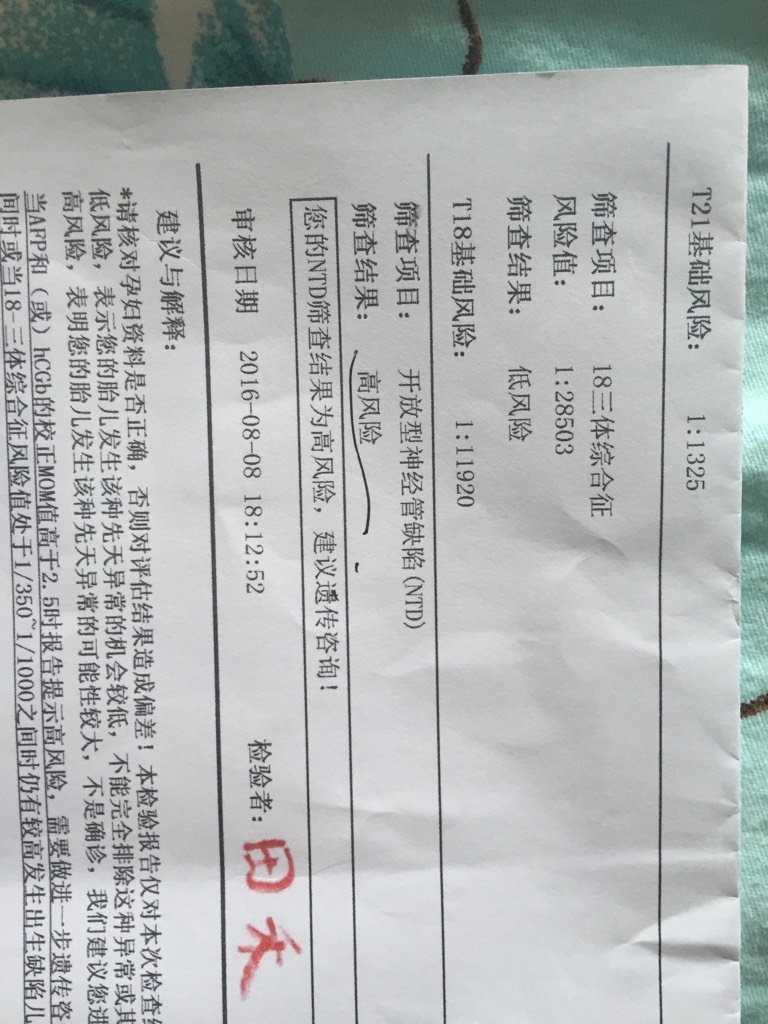 T21基础风险： 1:1325
筛查项目： 18三体综合征
风险值： 1:28503
筛查结果： 低风险
T18基础风险： 1:11920
筛查项目： 开放型神经管缺陷(NTD)
筛查结果： 高风险
您的NTD筛查结果为高风险，建议遗传咨询！
审核日期 2016-08-08 18:12:52 检验者： 田禾
建议与解释：
*请核对孕妇资料是否正确，否则对评估结果造成偏差！本检验报告仅对本次检查
低风险，表示您的胎儿发生该种先天异常的机会较低，不能完全排除这种异常或其
高风险，表明您的胎儿发生该种先天异常的可能性较大，不是确诊，我们建议您进
当AFP和（或）hCGb的校正MOM值高于2.5时报告提示高风险，需要做进一步遗传咨
间时或当18-三体综合征风险值处于1/350~1/1000之间时仍有较高发生出生缺陷儿